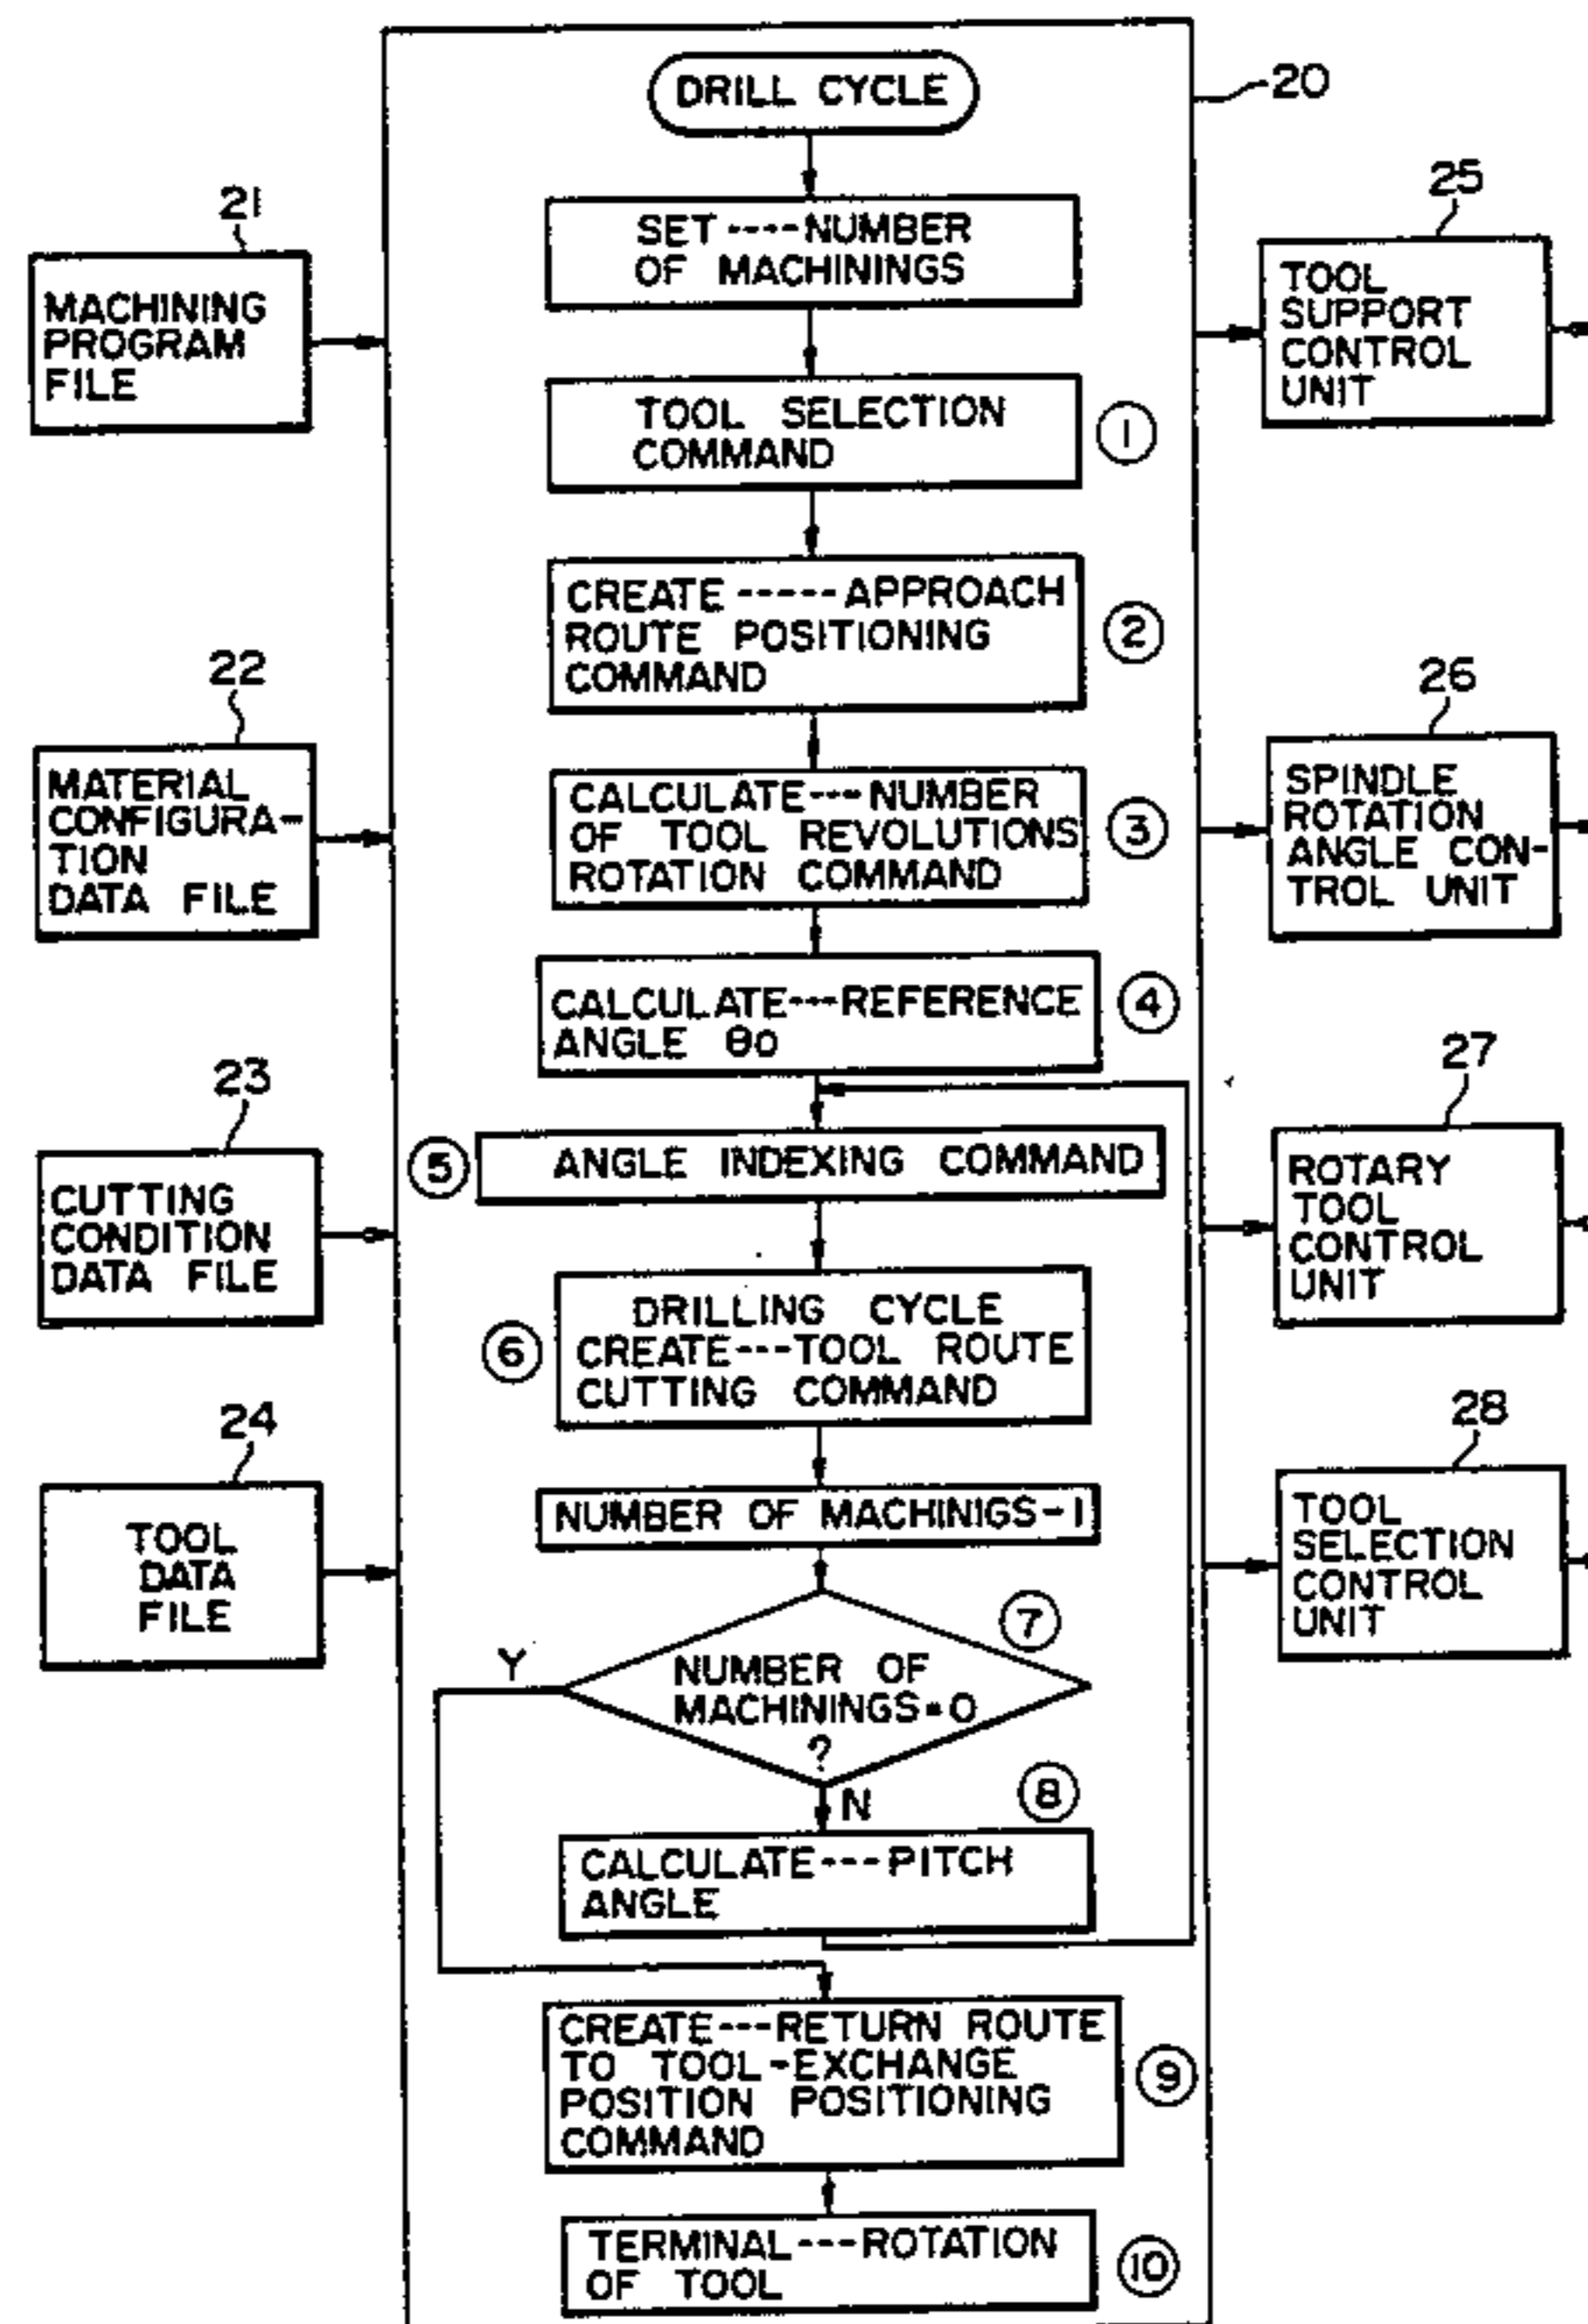 DRILL CYCLE
20
SET ---- NUMBER
OF MACHININGS
TOOL SELECTION
COMMAND
1
CREATE ----- APPROACH
ROUTE POSITIONING
COMMAND
2
CALCULATE --- NUMBER
OF TOOL REVOLUTIONS
ROTATION COMMAND
3
CALCULATE --- REFERENCE
ANGLE θo
4
5
ANGLE INDEXING COMMAND
6
DRILLING CYCLE
CREATE --- TOOL ROUTE
CUTTING COMMAND
NUMBER OF MACHINIGS-1
7
NUMBER OF
MACHININGS=0
?
Y
N
8
CALCULATE --- PITCH
ANGLE
CREATE --- RETURN ROUTE
TO TOOL-EXCHANGE
POSITION POSITIONING
COMMAND
9
TERMINAL --- ROTATION
OF TOOL
10
21
MACHINING
PROGRAM
FILE
22
MATERIAL
CONFIGURA-
TION
DATA FILE
23
CUTTING
CONDITION
DATA FILE
24
TOOL
DATA
FILE
25
TOOL
SUPPORT
CONTROL
UNIT
26
SPINDLE
ROTATION
ANGLE CON-
TROL UNIT
27
ROTARY
TOOL
CONTROL
UNIT
28
TOOL
SELECTION
CONTROL
UNIT